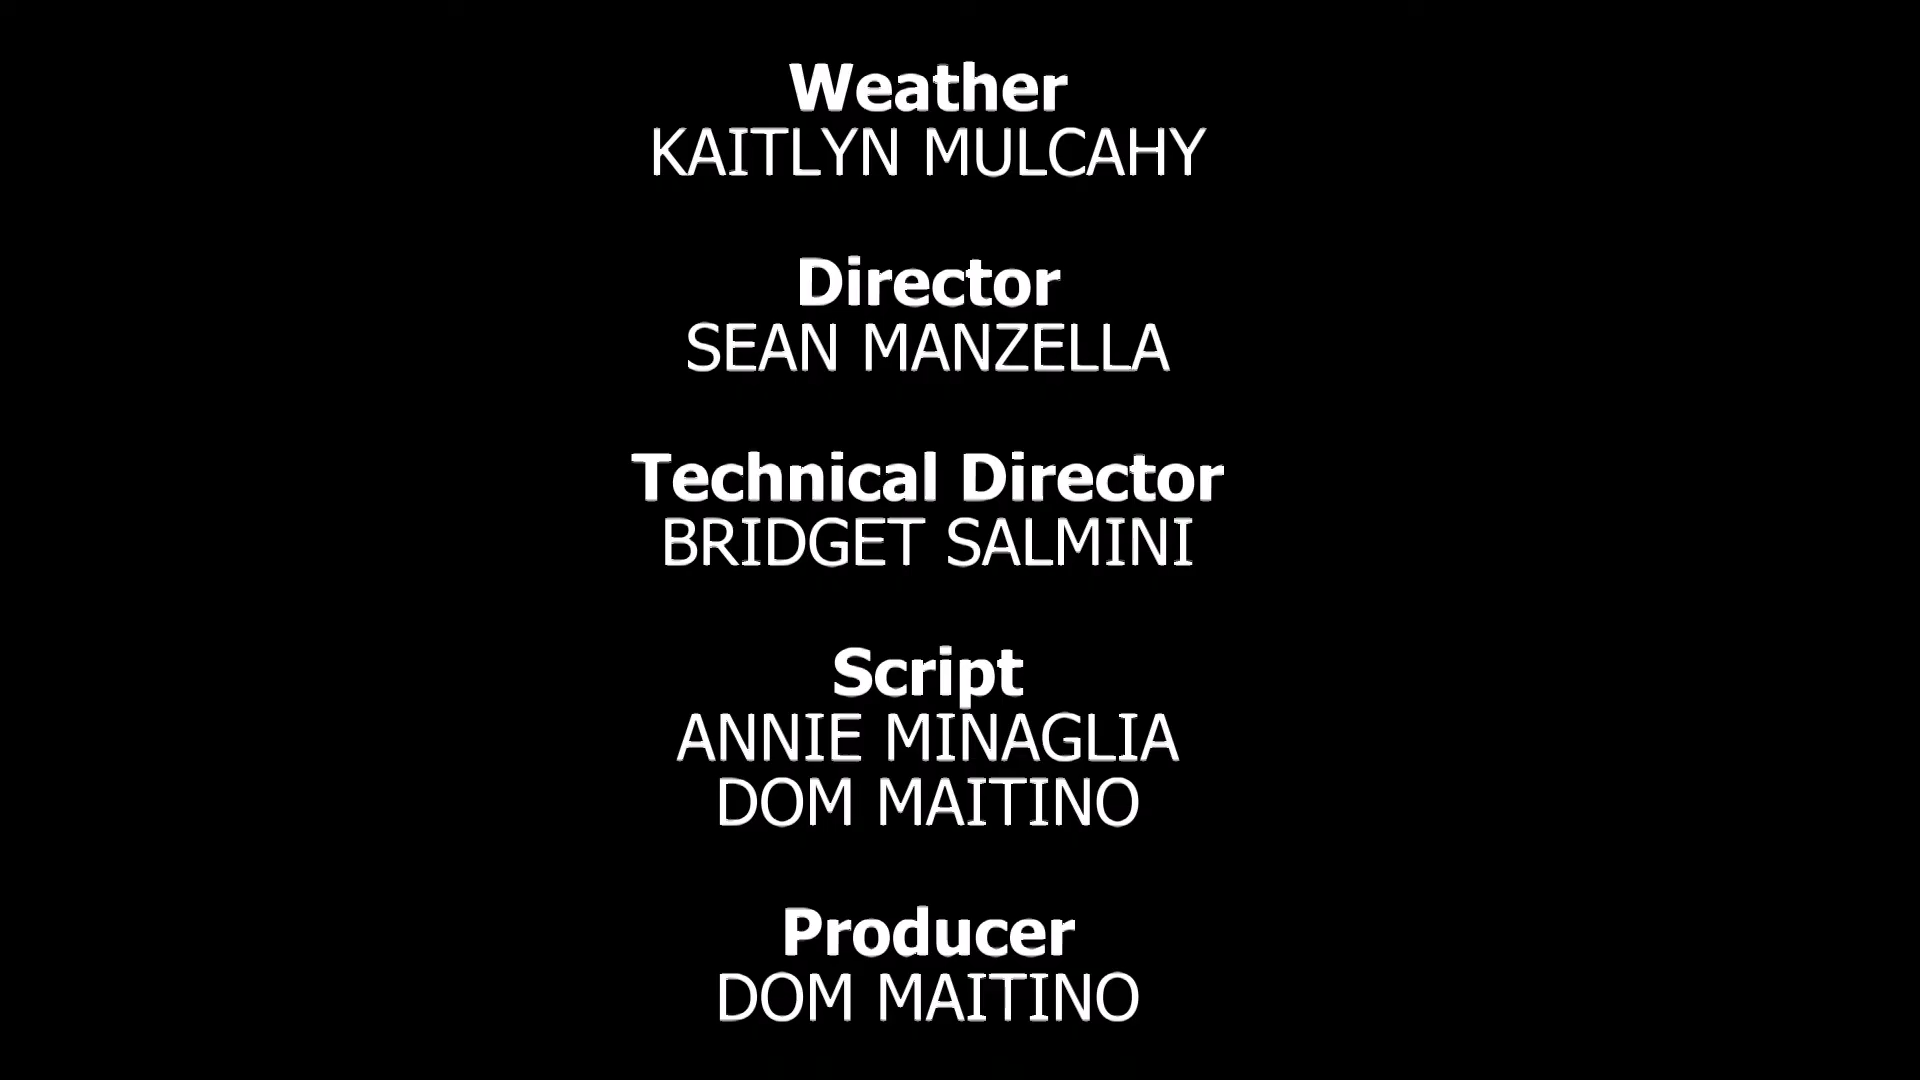 Weather
KAITLYN MULCAHY
Director
SEAN MANZELLA
Technical Director
BRIDGET SALMINI
Script
ANNIE MINAGLIA
DOM MAITINO
Producer
DOM MAITINO